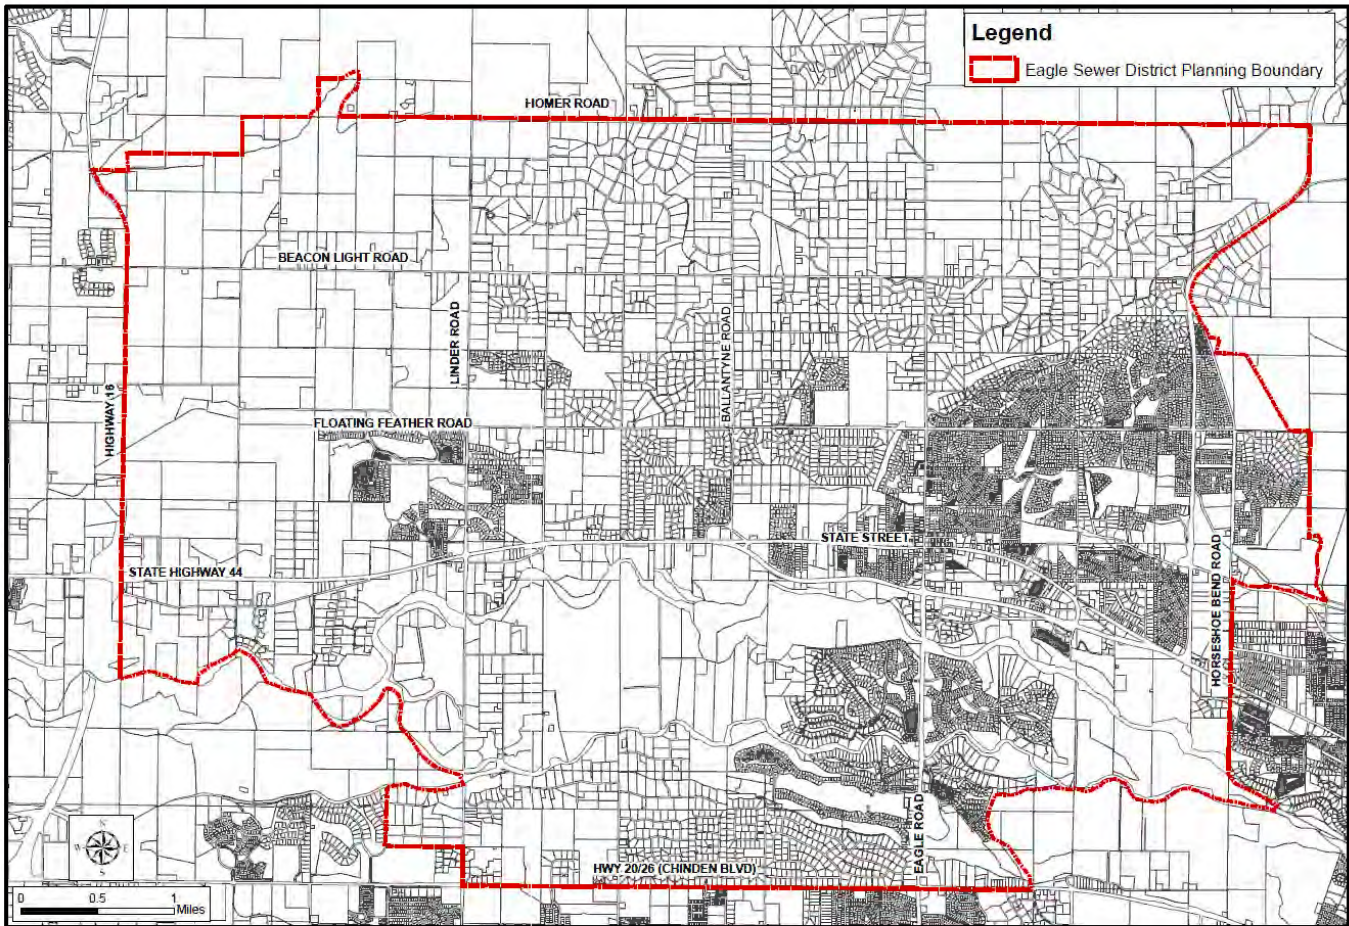 Legend
Eagle Sewer District Planning Boundary
HOMER ROAD
BEACON LIGHT ROAD
LINDER ROAD
BALLANTYNE ROAD
HIGHWAY 16
FLOATING FEATHER ROAD
STATE STREET
STATE HIGHWAY 44
HORSESHOE BEND ROAD
EAGLE ROAD
HWY 20/26 (CHINDEN BLVD)
N
W E
S
0 0.5 1
Miles